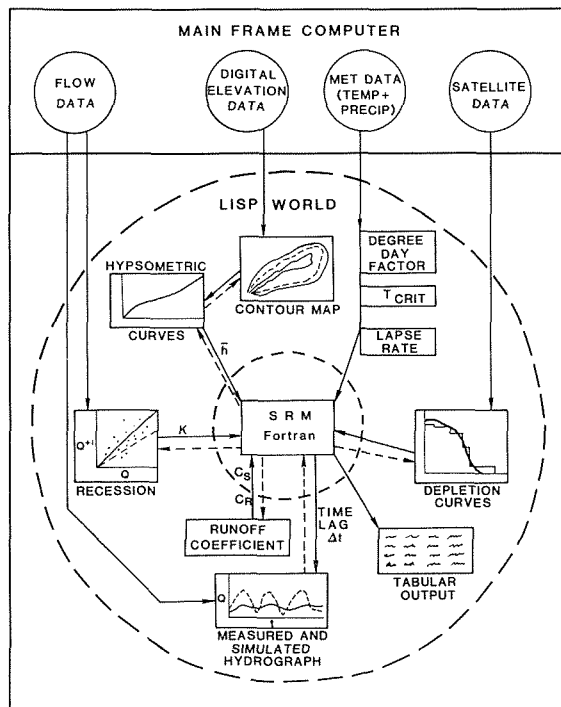 MAIN FRAME COMPUTER
FLOW
DATA
DIGITAL
ELEVATION
DATA
MET DATA
(TEMP+
PRECIP)
SATELLITE
DATA
LISP WORLD
HYPSOMETRIC
CURVES
CONTOUR MAP
DEGREE
DAY
FACTOR
TCRIT
LAPSE
RATE
h̄
SRM
Fortran
K
Q+1
Q
RECESSION
CS
CR
RUNOFF
COEFFICIENT
TIME
LAG
Δt
DEPLETION
CURVES
TABULAR
OUTPUT
Q
t
MEASURED AND
SIMULATED
HYDROGRAPH